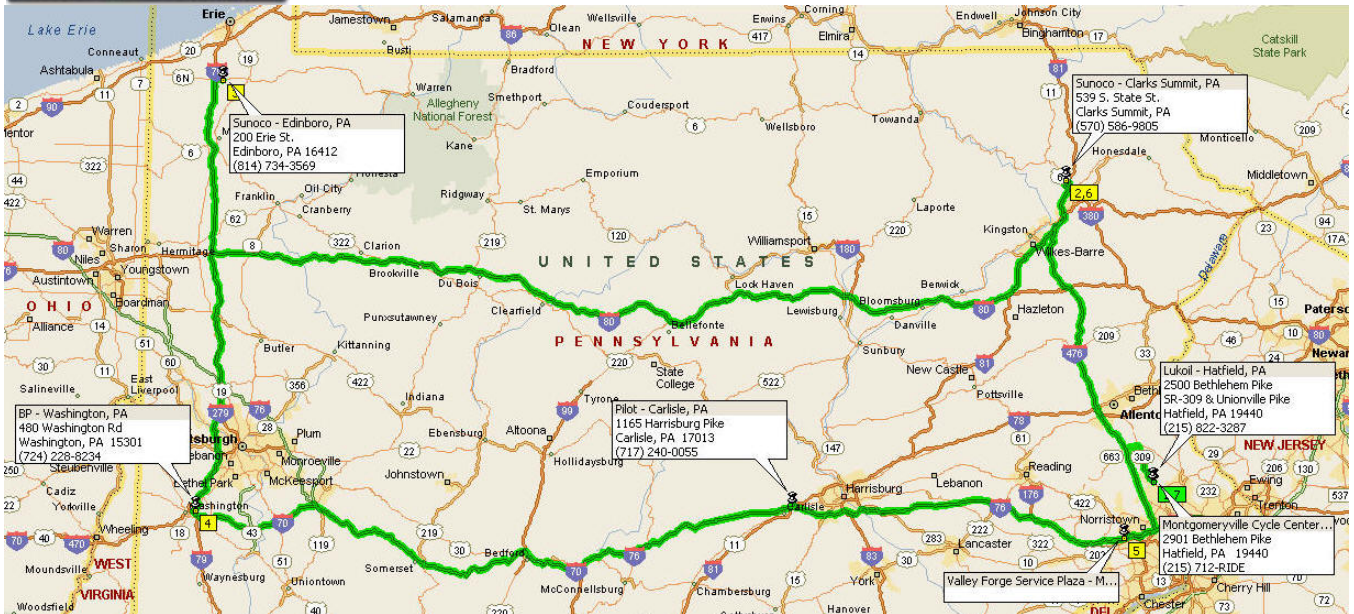 Sunoco - Edinboro, PA
200 Erie St.
Edinboro, PA 16412
(814) 734-3569
Sunoco - Clarks Summit, PA
539 S. State St.
Clarks Summit, PA
(570) 586-9805
BP - Washington, PA
480 Washington Rd
Washington, PA 15301
(724) 228-8234
Pilot - Carlisle, PA
1165 Harrisburg Pike
Carlisle, PA 17013
(717) 240-0055
Lukoil - Hatfield, PA
2500 Bethlehem Pike
SR-309 & Unionville Pike
Hatfield, PA 19440
(215) 822-3287
Montgomeryville Cycle Center...
2901 Bethlehem Pike
Hatfield, PA 19440
(215) 712-RIDE
Valley Forge Service Plaza - M...
2,6
4
5
Lake Erie
Erie
Conneaut
Ashtabula
Jamestown
Busti
Salamanca
Olean
Wellsville
Erwins
Corning
Elmira
Endwell
Johnson City
Binghamton
Catskill
State Park
NEW YORK
Warren
Bradford
Smethport
Coudersport
Wellsboro
Towanda
Allegheny
National Forest
Kane
Honesdale
Monticello
Middletown
Franklin
Oil City
Cranberry
Ridgway
St. Marys
Emporium
Laporte
Kingston
Wilkes-Barre
Warren
Sharon
Hermitage
Niles
Youngstown
Austintown
Boardman
Clarion
Brookville
Du Bois
Clearfield
Williamsport
Lock Haven
Bloomsburg
Berwick
Lewisburg
Danville
Hazleton
UNITED STATES
PENNSYLVANIA
OHIO
Alliance
Punxsutawney
Bellefonte
State
College
Sunbury
New Castle
Pottsville
Delaware
Butler
Kittanning
Salineville
East
Liverpool
Indiana
Tyrone
Altoona
Ebensburg
Hollidaysburg
Johnstown
Plum
Monroeville
McKeesport
Bethel Park
Steubenville
Cadiz
Yorkville
Wheeling
Washington
Moundsville
WEST
VIRGINIA
Woodsfield
Waynesburg
Uniontown
Somerset
Bedford
McConnellsburg
Chambersburg
Carlisle
Harrisburg
Lebanon
Reading
Lancaster
York
Hanover
Norristown
NEW JERSEY
Ewing
Trenton
Cherry Hill
Chester